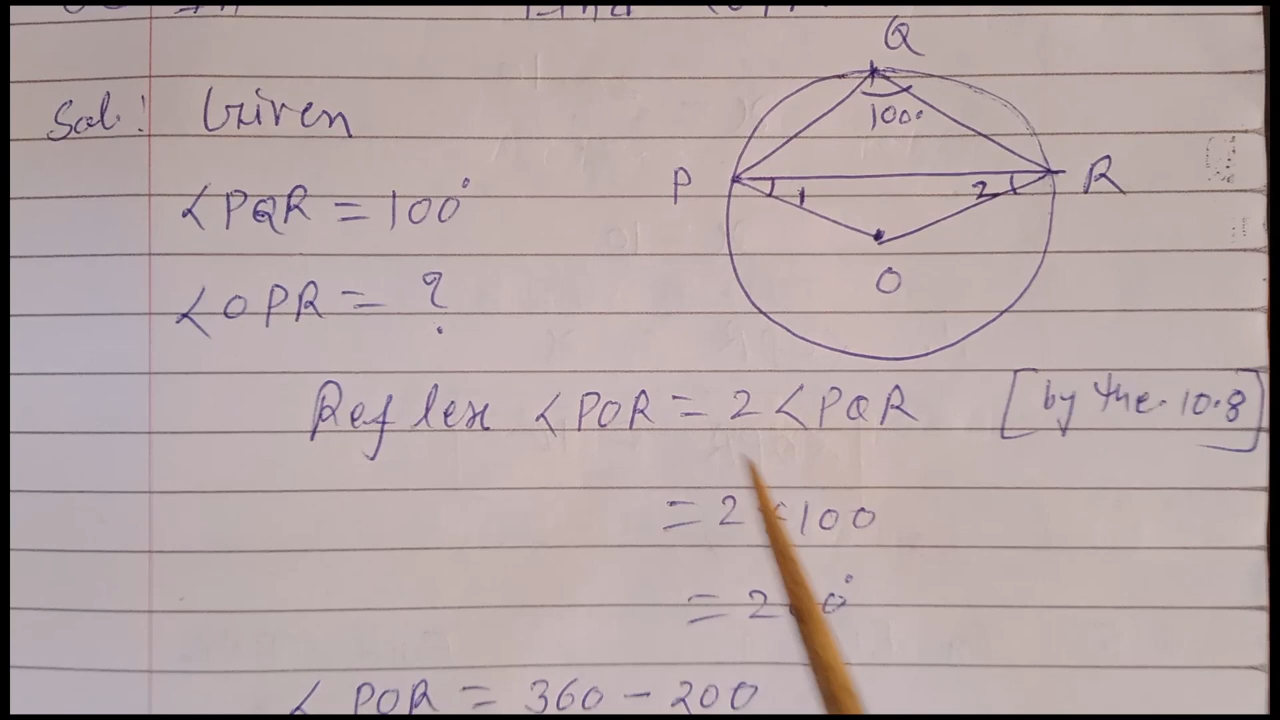 Sol: Given
∠PQR = 100°
∠OPR = ?
Q
100°
P
1
2
R
O
Reflex ∠POR = 2∠PQR [by the. 10.8]
= 2×100
= 200°
∠POR = 360 - 200